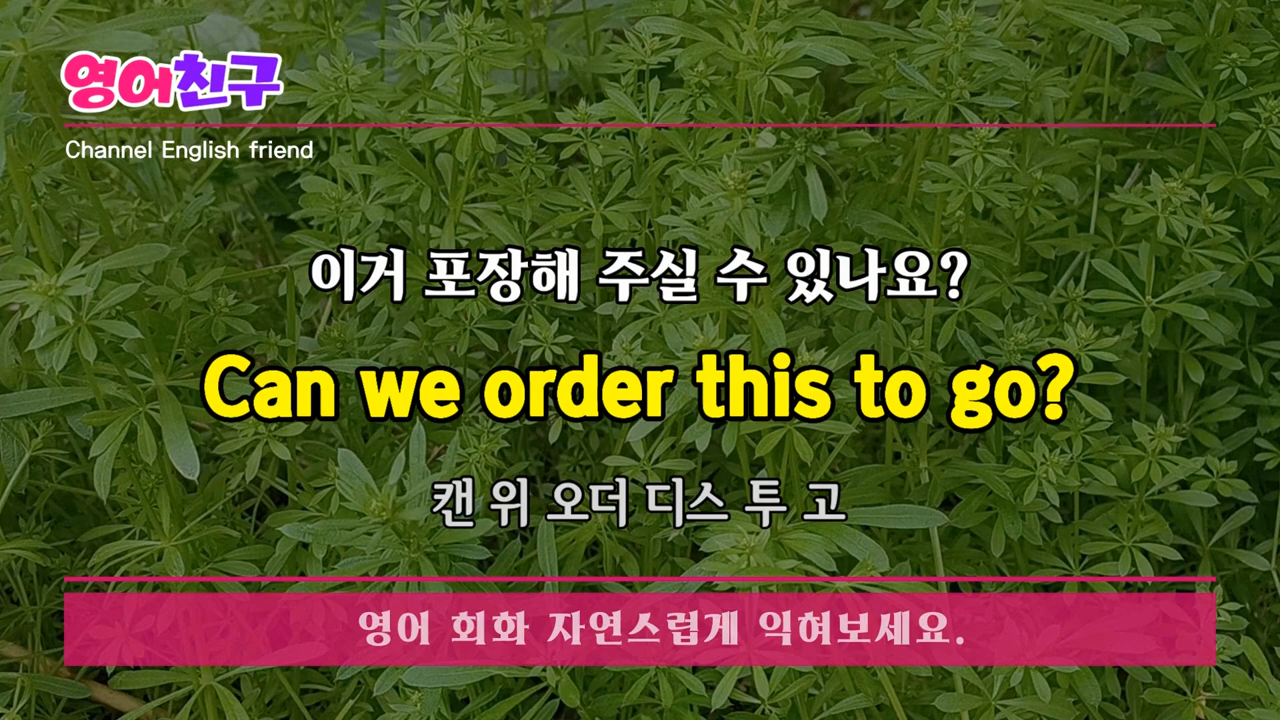 영어친구
Channel English friend
이거 포장해 주실 수 있나요?
Can we order this to go?
캔 위 오더 디스 투 고
영어 회화 자연스럽게 익혀보세요.